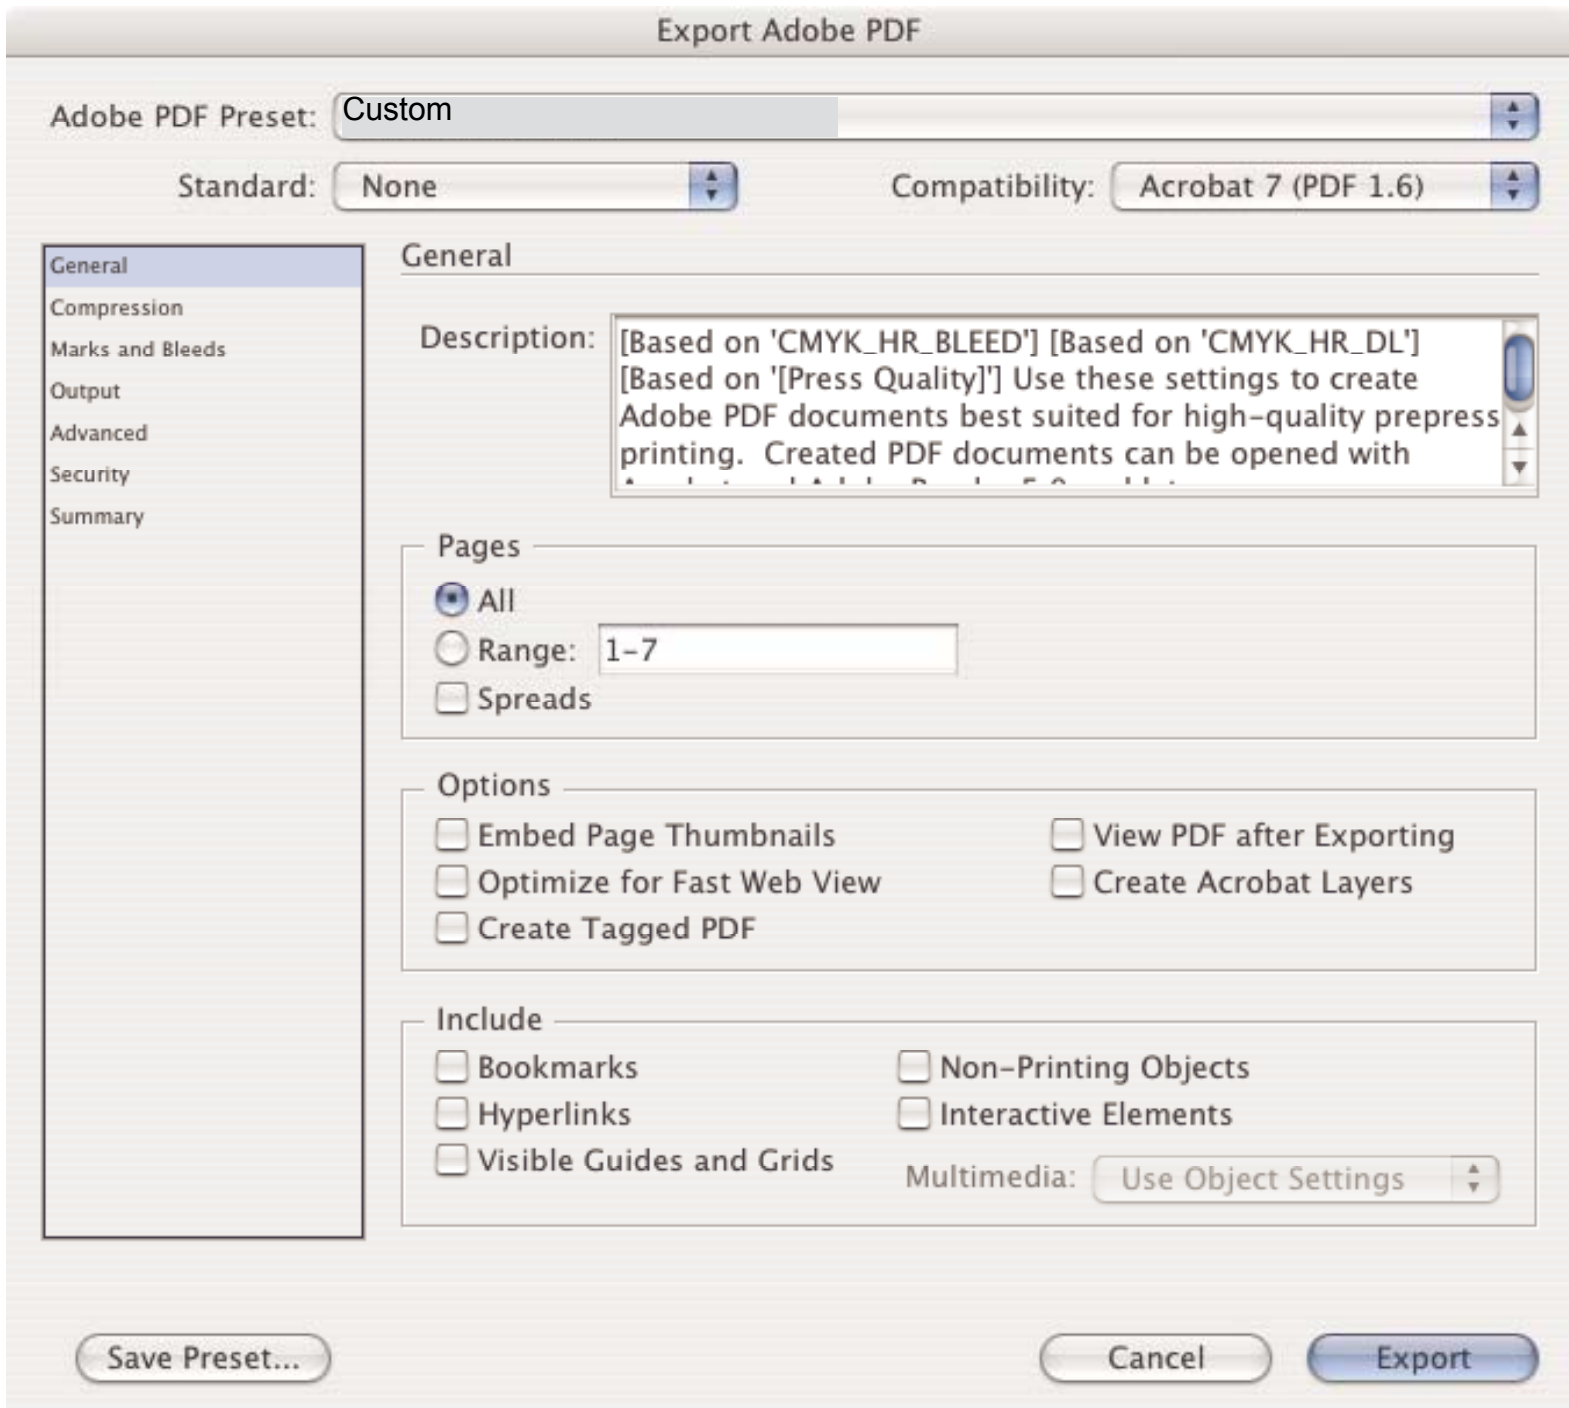 Export Adobe PDF
Adobe PDF Preset: Custom
Standard: None Compatibility: Acrobat 7 (PDF 1.6)
General
Compression
Marks and Bleeds
Output
Advanced
Security
Summary
General
Description: [Based on 'CMYK_HR_BLEED'] [Based on 'CMYK_HR_DL']
[Based on '[Press Quality]'] Use these settings to create
Adobe PDF documents best suited for high-quality prepress
printing.  Created PDF documents can be opened with
Pages
All
Range: 1-7
Spreads
Options
Embed Page Thumbnails View PDF after Exporting
Optimize for Fast Web View Create Acrobat Layers
Create Tagged PDF
Include
Bookmarks Non-Printing Objects
Hyperlinks Interactive Elements
Visible Guides and Grids Multimedia: Use Object Settings
Save Preset... Cancel Export